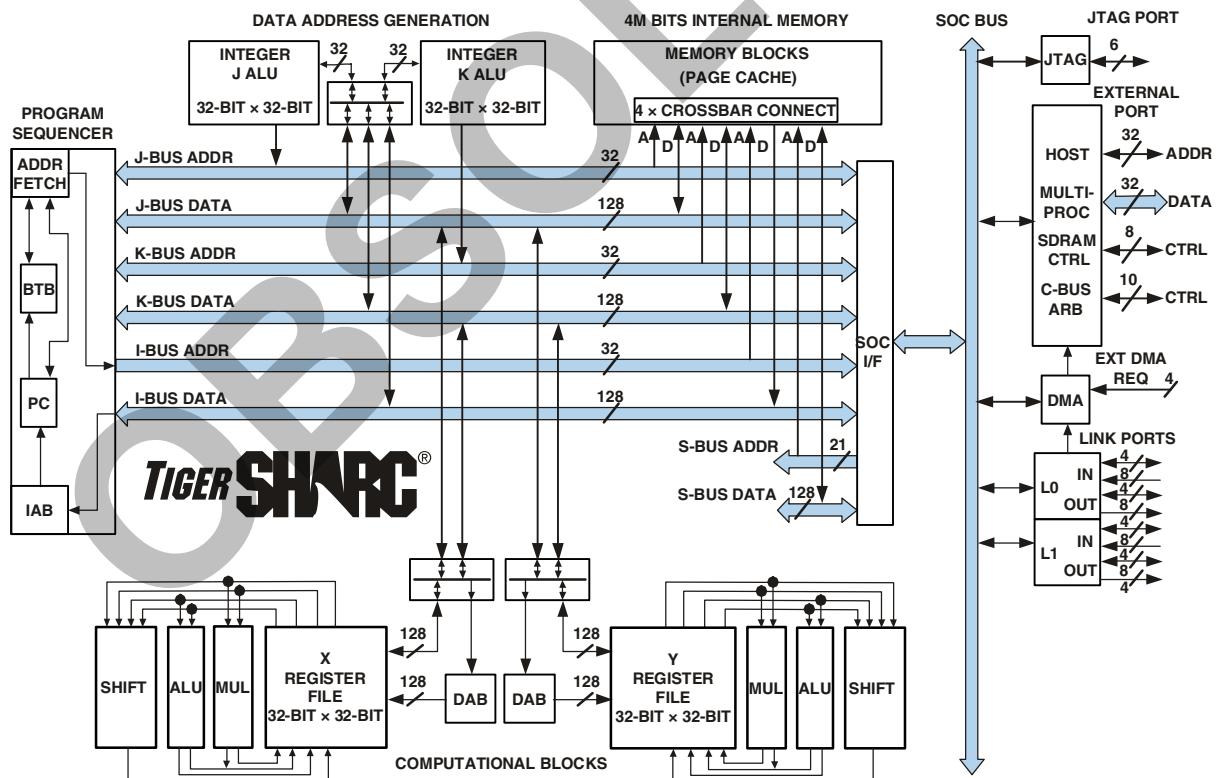 DATA ADDRESS GENERATION
4M BITS INTERNAL MEMORY
SOC BUS
JTAG PORT
INTEGER
J ALU
32-BIT × 32-BIT
32
32
INTEGER
K ALU
32-BIT × 32-BIT
MEMORY BLOCKS
(PAGE CACHE)
4 × CROSSBAR CONNECT
A D A D A D A D
JTAG
6
PROGRAM
SEQUENCER
ADDR
FETCH
BTB
PC
IAB
J-BUS ADDR
32
J-BUS DATA
128
K-BUS ADDR
32
K-BUS DATA
128
I-BUS ADDR
32
I-BUS DATA
128
S-BUS ADDR
21
S-BUS DATA
128
SOC
I/F
EXTERNAL
PORT
HOST
32
ADDR
MULTI-
PROC
32
DATA
SDRAM
CTRL
8
CTRL
C-BUS
ARB
10
CTRL
EXT DMA
REQ
4
DMA
LINK PORTS
L0
IN
OUT
4
8
4
8
L1
IN
OUT
4
8
4
8
4
TIGER SHARC®
SHIFT
ALU
MUL
X
REGISTER
FILE
32-BIT × 32-BIT
128
128
DAB
DAB
128
128
Y
REGISTER
FILE
32-BIT × 32-BIT
MUL
ALU
SHIFT
COMPUTATIONAL BLOCKS
OBSOL